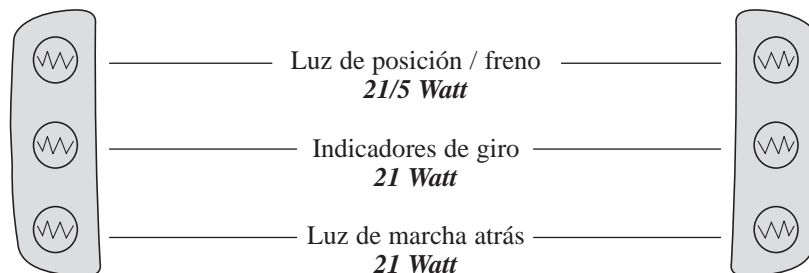 Luz de posición / freno
21/5 Watt
Indicadores de giro
21 Watt
Luz de marcha atrás
21 Watt